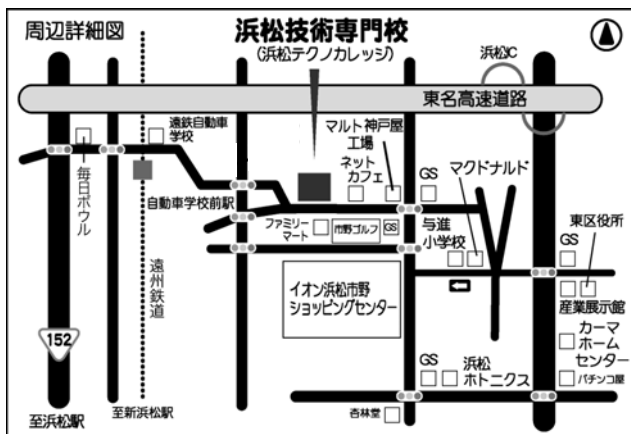 周辺詳細図
浜松技術専門校
(浜松テクノカレッジ)
浜松IC
東名高速道路
遠鉄自動車
学校
マルト神戸屋
工場
ネット
カフェ
GS
マクドナルド
毎日ボウル
自動車学校前駅
ファミリー
マート
市野ゴルフ
GS
与進
小学校
東区役所
GS
遠州鉄道
イオン浜松市野
ショッピングセンター
産業展示館
カーマ
ホーム
センター
パチンコ屋
152
GS
浜松
ホトニクス
杏林堂
至浜松駅
至新浜松駅